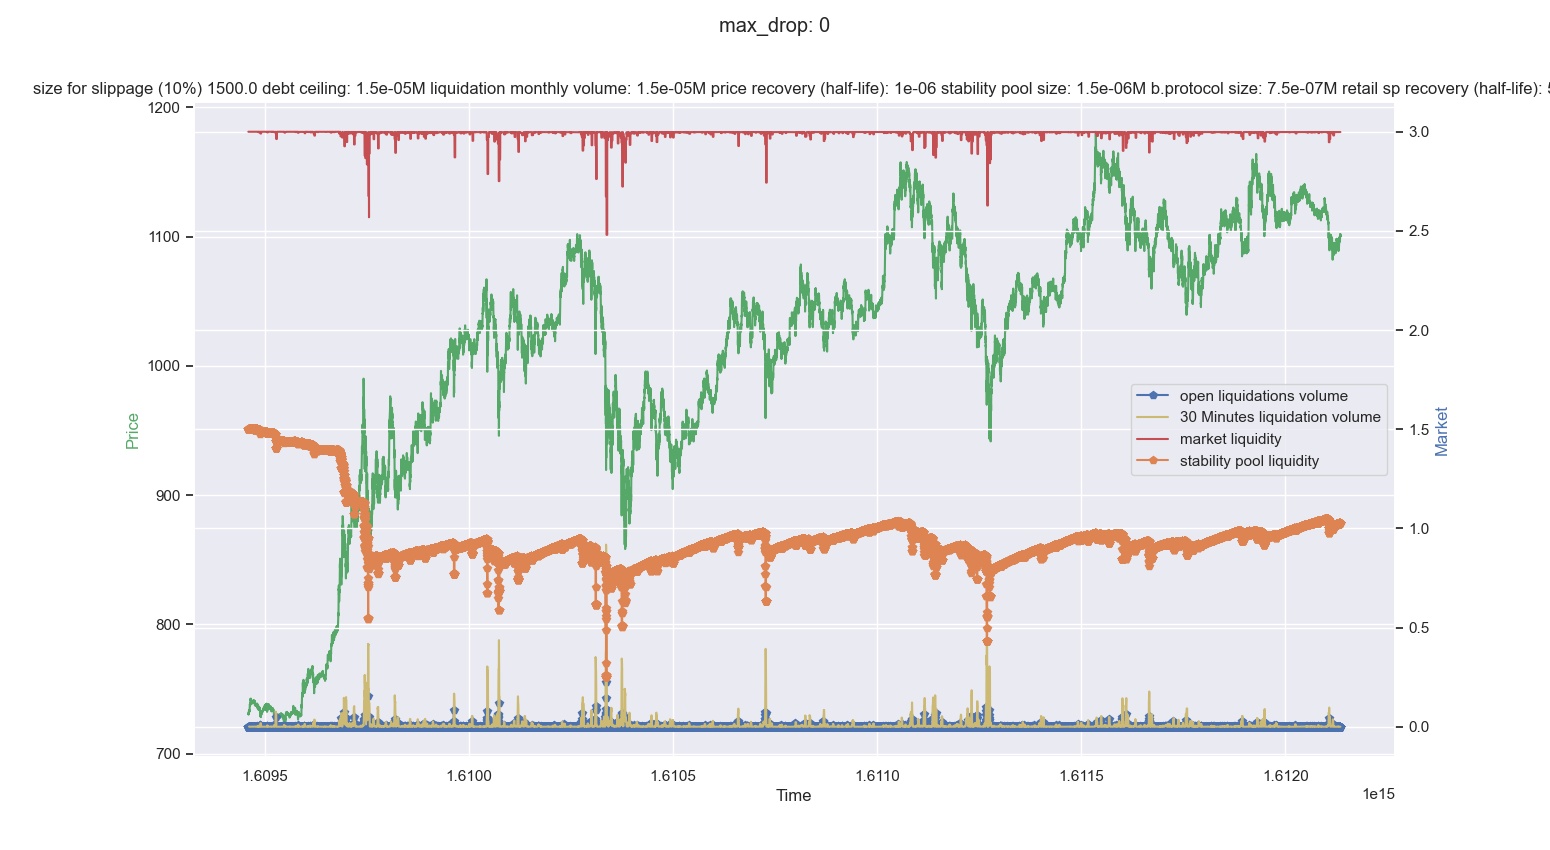 max_drop: 0
size for slippage (10%) 1500.0 debt ceiling: 1.5e-05M liquidation monthly volume: 1.5e-05M price recovery (half-life): 1e-06 stability pool size: 1.5e-06M b.protocol size: 7.5e-07M retail sp recovery (half-life):
1200
1100
1000
900
800
700
Price
3.0
2.5
2.0
1.5
1.0
0.5
0.0
Market
open liquidations volume
30 Minutes liquidation volume
market liquidity
stability pool liquidity
1.6095 1.6100 1.6105 1.6110 1.6115 1.6120
Time
1e15